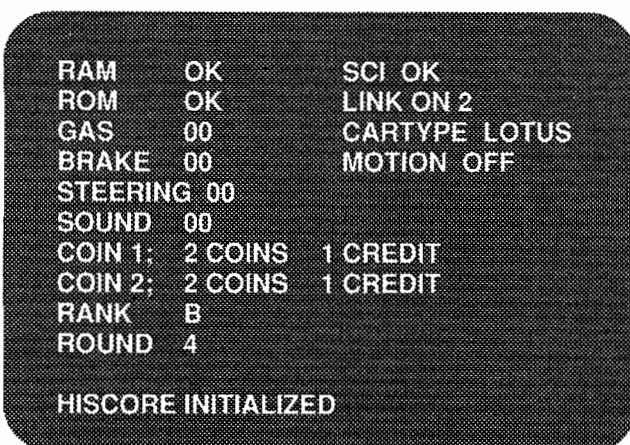 RAM OK SCI OK
ROM OK LINK ON 2
GAS 00 CARTYPE LOTUS
BRAKE 00 MOTION OFF
STEERING 00
SOUND 00
COIN 1; 2 COINS 1 CREDIT
COIN 2; 2 COINS 1 CREDIT
RANK B
ROUND 4
HISCORE INITIALIZED